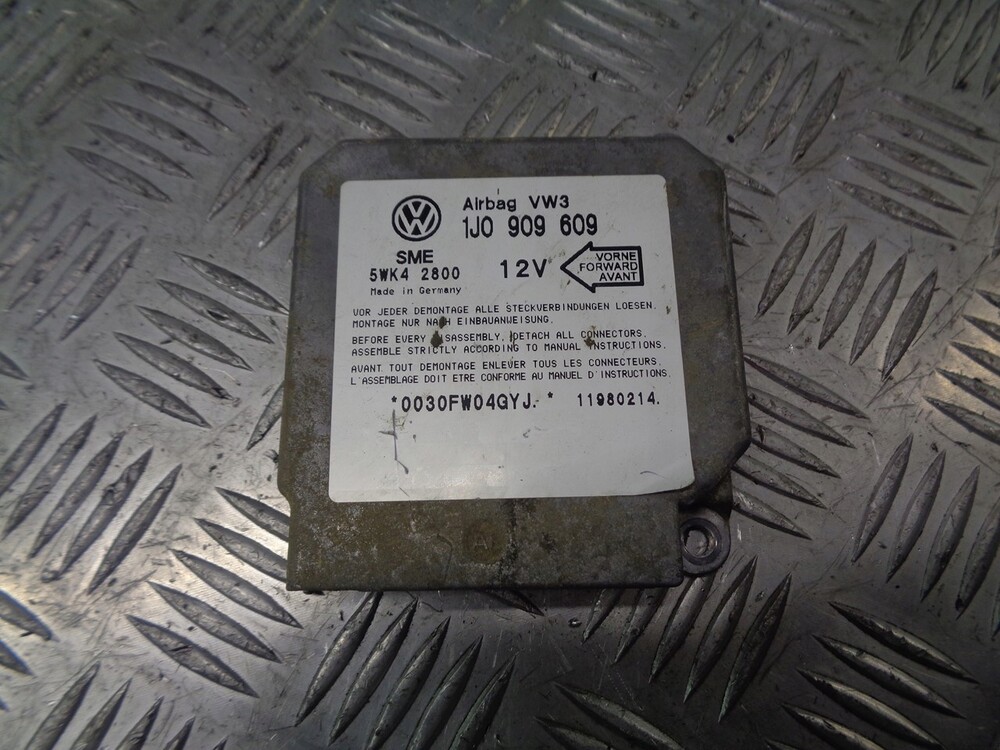 Airbag VW3
1J0 909 609
SME
5WK4 2800
12V
VORNE
FORWARD
AVANT
Made in Germany
VOR JEDER DEMONTAGE ALLE STECKVERBINDUNGEN LOESEN.
MONTAGE NUR NACH EINBAUANWEISUNG.
BEFORE EVERY DISASSEMBLY, DETACH ALL CONNECTORS.
ASSEMBLE STRICTLY ACCORDING TO MANUAL INSTRUCTIONS.
AVANT TOUT DEMONTAGE ENLEVER TOUS LES CONNECTEURS.
L'ASSEMBLAGE DOIT ETRE CONFORME AU MANUEL D'INSTRUCTIONS.
*0030FW04GYJ. * 11980214.
A